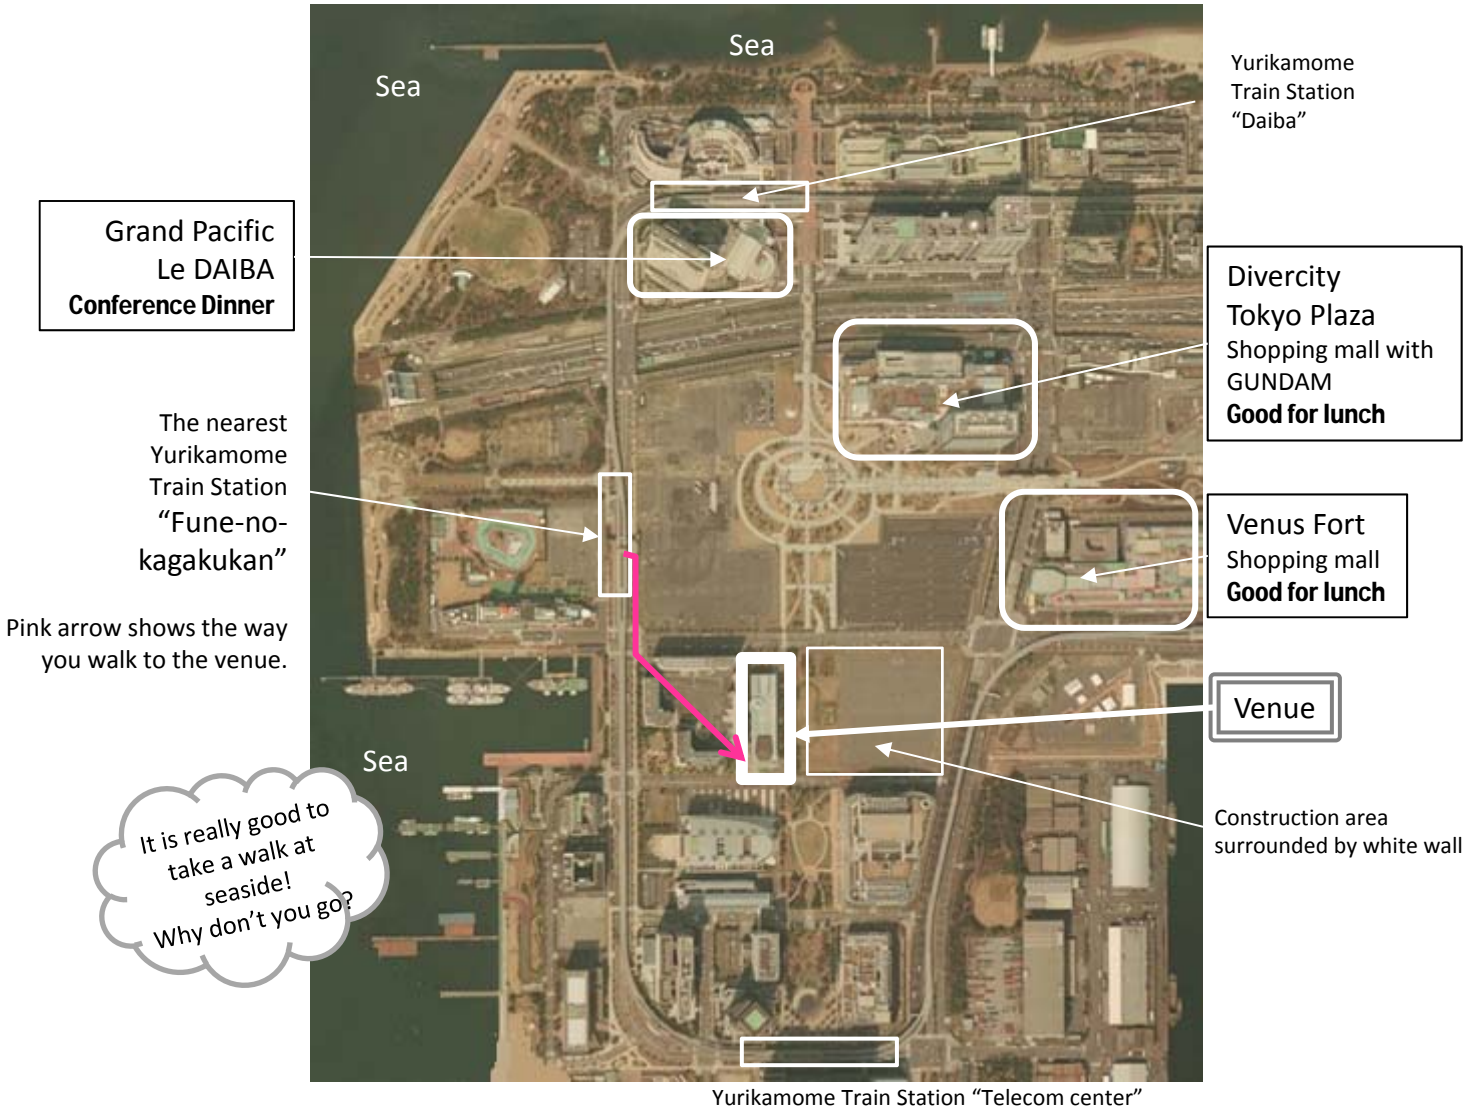 Sea
Sea
Yurikamome
Train Station
“Daiba”
Grand Pacific
Le DAIBA
Conference Dinner
Divercity
Tokyo Plaza
Shopping mall with
GUNDAM
Good for lunch
The nearest
Yurikamome
Train Station
“Fune-no-
kagakukan”
Venus Fort
Shopping mall
Good for lunch
Pink arrow shows the way
you walk to the venue.
Venue
Sea
It is really good to
take a walk at
seaside!
Why don’t you go?
Construction area
surrounded by white wall
Yurikamome Train Station “Telecom center”